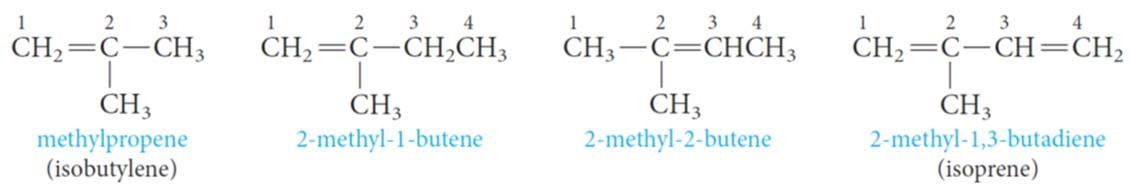 1 2 3 1 2 3 4 1 2 3 4 1 2 3 4
CH₂=C—CH₃ CH₂=C—CH₂CH₃ CH₃—C=CHCH₃ CH₂=C—CH=CH₂
CH₃ CH₃ CH₃ CH₃
methylpropene 2-methyl-1-butene 2-methyl-2-butene 2-methyl-1,3-butadiene
(isobutylene) (isoprene)